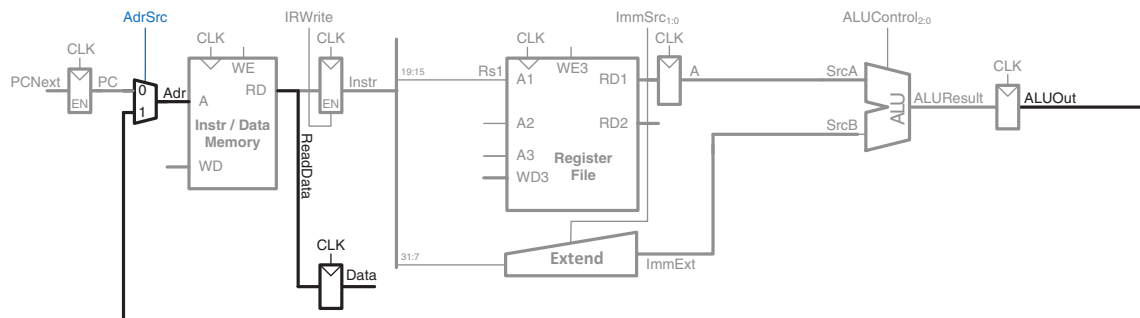 AdrSrc
IRWrite
ImmSrc1:0
ALUControl2:0
CLK
CLK
CLK
CLK
CLK
CLK
PCNext
PC
EN
0
1
Adr
A
WE
RD
Instr / Data
Memory
WD
EN
Instr
ReadData
CLK
Data
19:15
Rs1
A1
WE3
RD1
A2
RD2
A3
WD3
Register
File
A
SrcA
SrcB
ALU
ALUResult
ALUOut
31:7
Extend
ImmExt